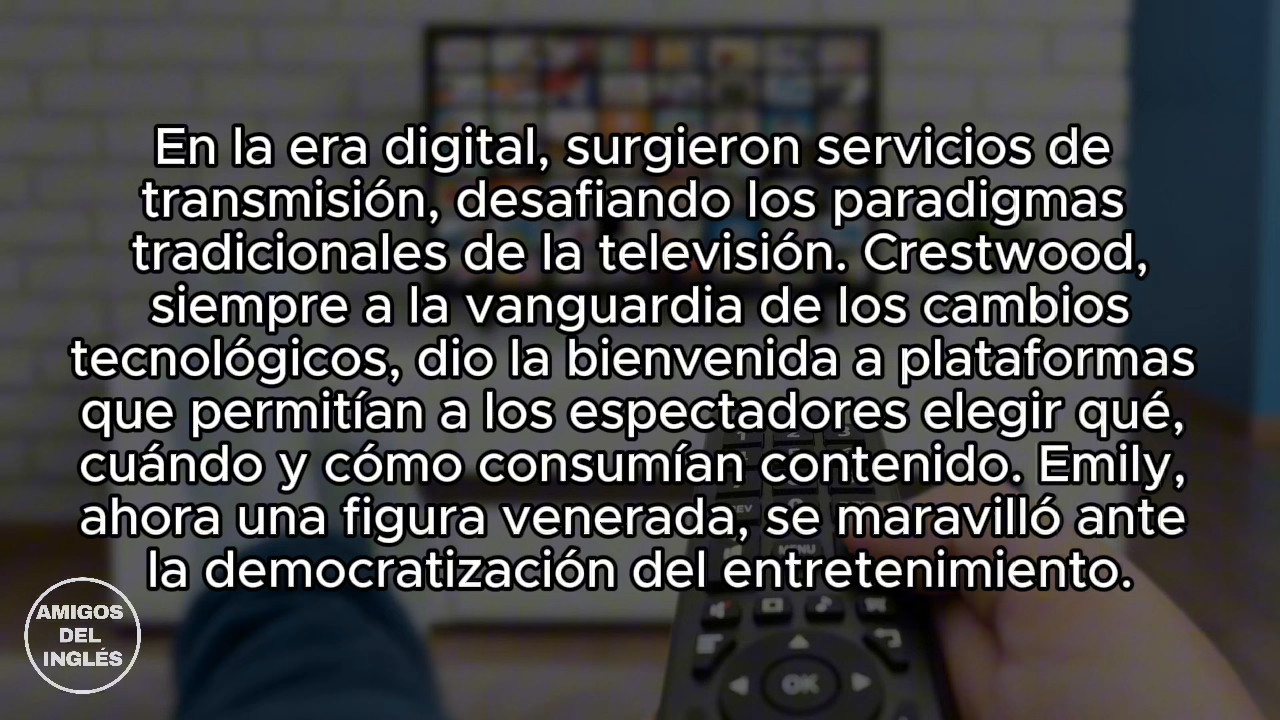 En la era digital, surgieron servicios de
transmisión, desafiando los paradigmas
tradicionales de la televisión. Crestwood,
siempre a la vanguardia de los cambios
tecnológicos, dio la bienvenida a plataformas
que permitían a los espectadores elegir qué,
cuándo y cómo consumían contenido. Emily,
ahora una figura venerada, se maravilló ante
la democratización del entretenimiento.
AMIGOS
DEL
INGLÉS
OK